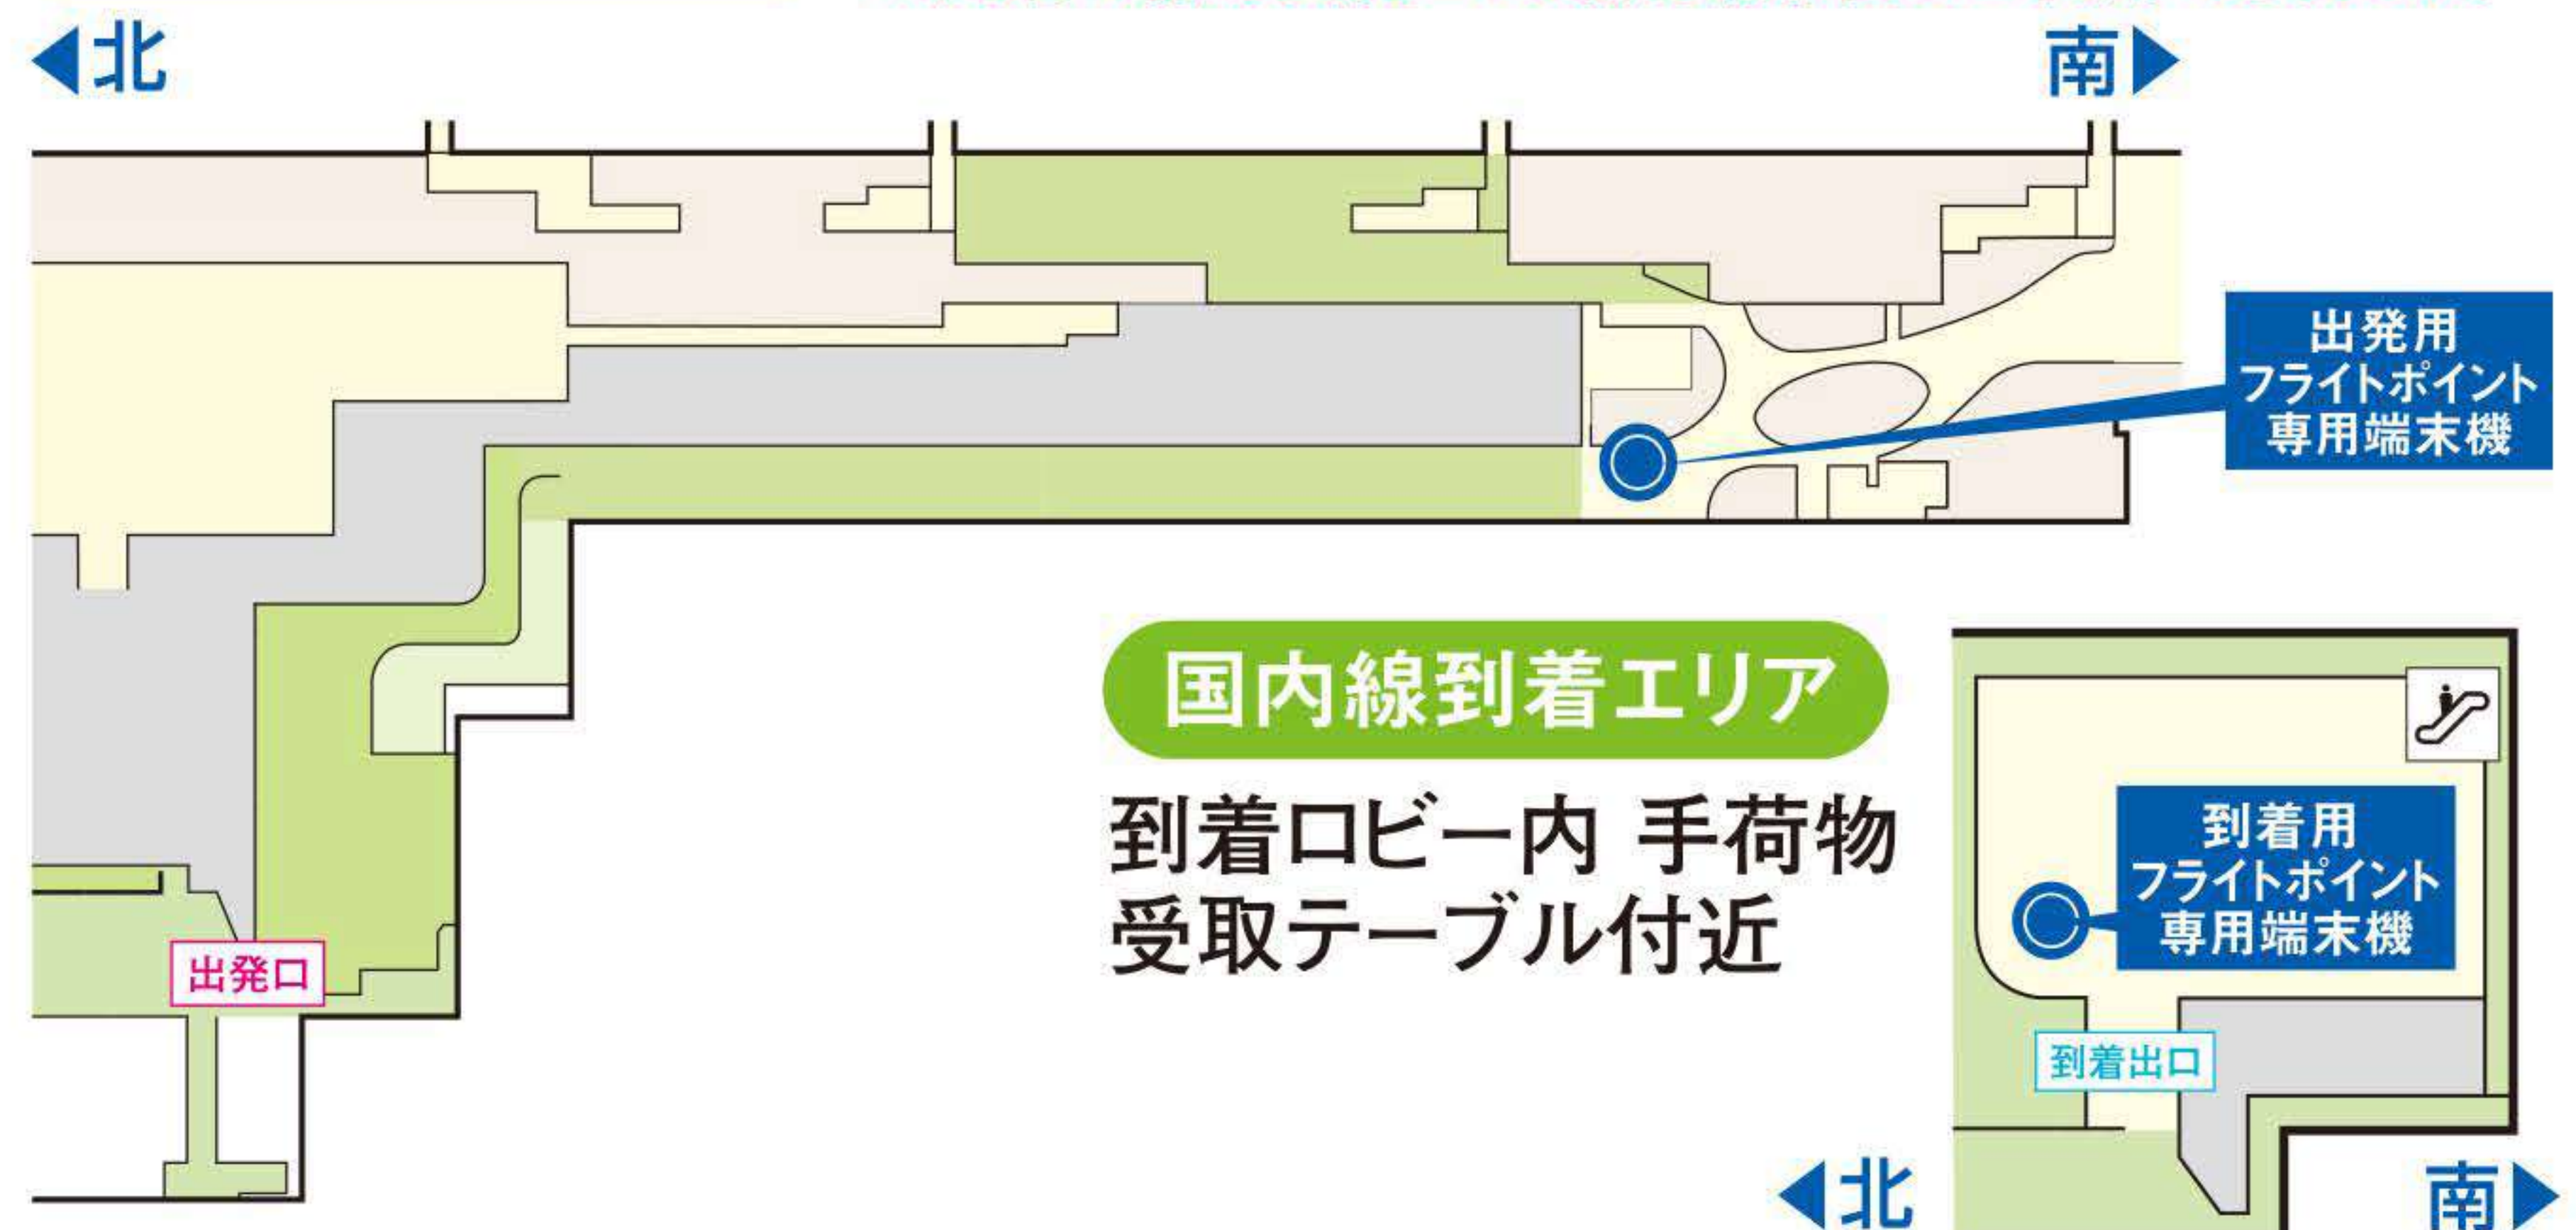 北
南
出発用
フライトポイント
専用端末機
国内線到着エリア
到着ロビー内 手荷物
受取テーブル付近
到着用
フライトポイント
専用端末機
出発口
到着出口
北
南